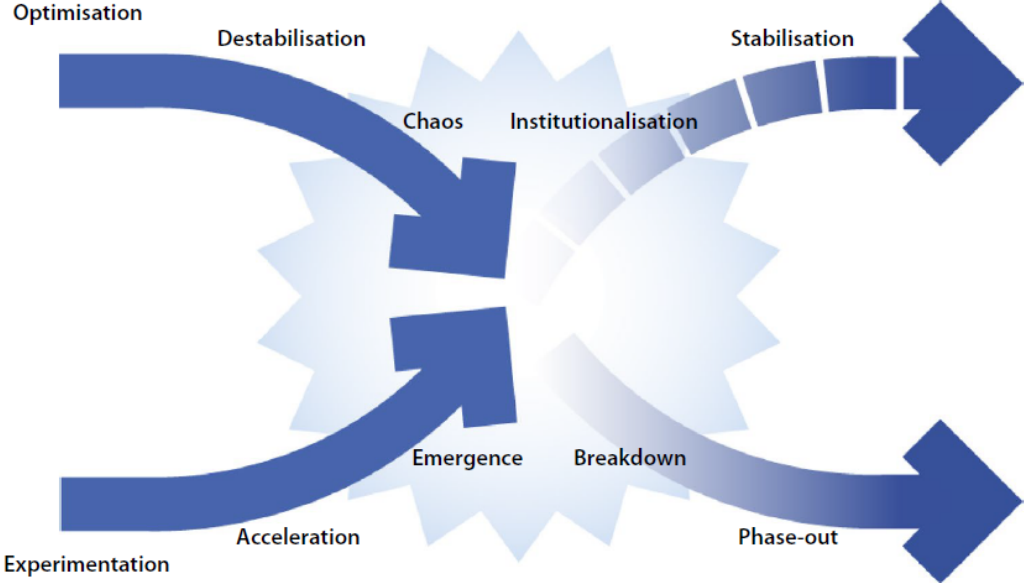 Optimisation
Destabilisation
Stabilisation
Chaos
Institutionalisation
Emergence
Breakdown
Acceleration
Phase-out
Experimentation